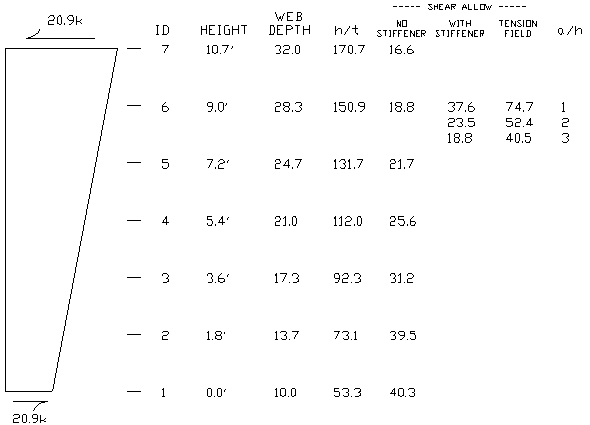 ----- SHEAR ALLOW -----
20.9k
ID HEIGHT WEB DEPTH h/t NO STIFFENER WITH STIFFENER TENSION FIELD a/h
7 10.7' 32.0 170.7 16.6
6 9.0' 28.3 150.9 18.8 37.6 74.7 1
23.5 52.4 2
18.8 40.5 3
5 7.2' 24.7 131.7 21.7
4 5.4' 21.0 112.0 25.6
3 3.6' 17.3 92.3 31.2
2 1.8' 13.7 73.1 39.5
1 0.0' 10.0 53.3 40.3
20.9k